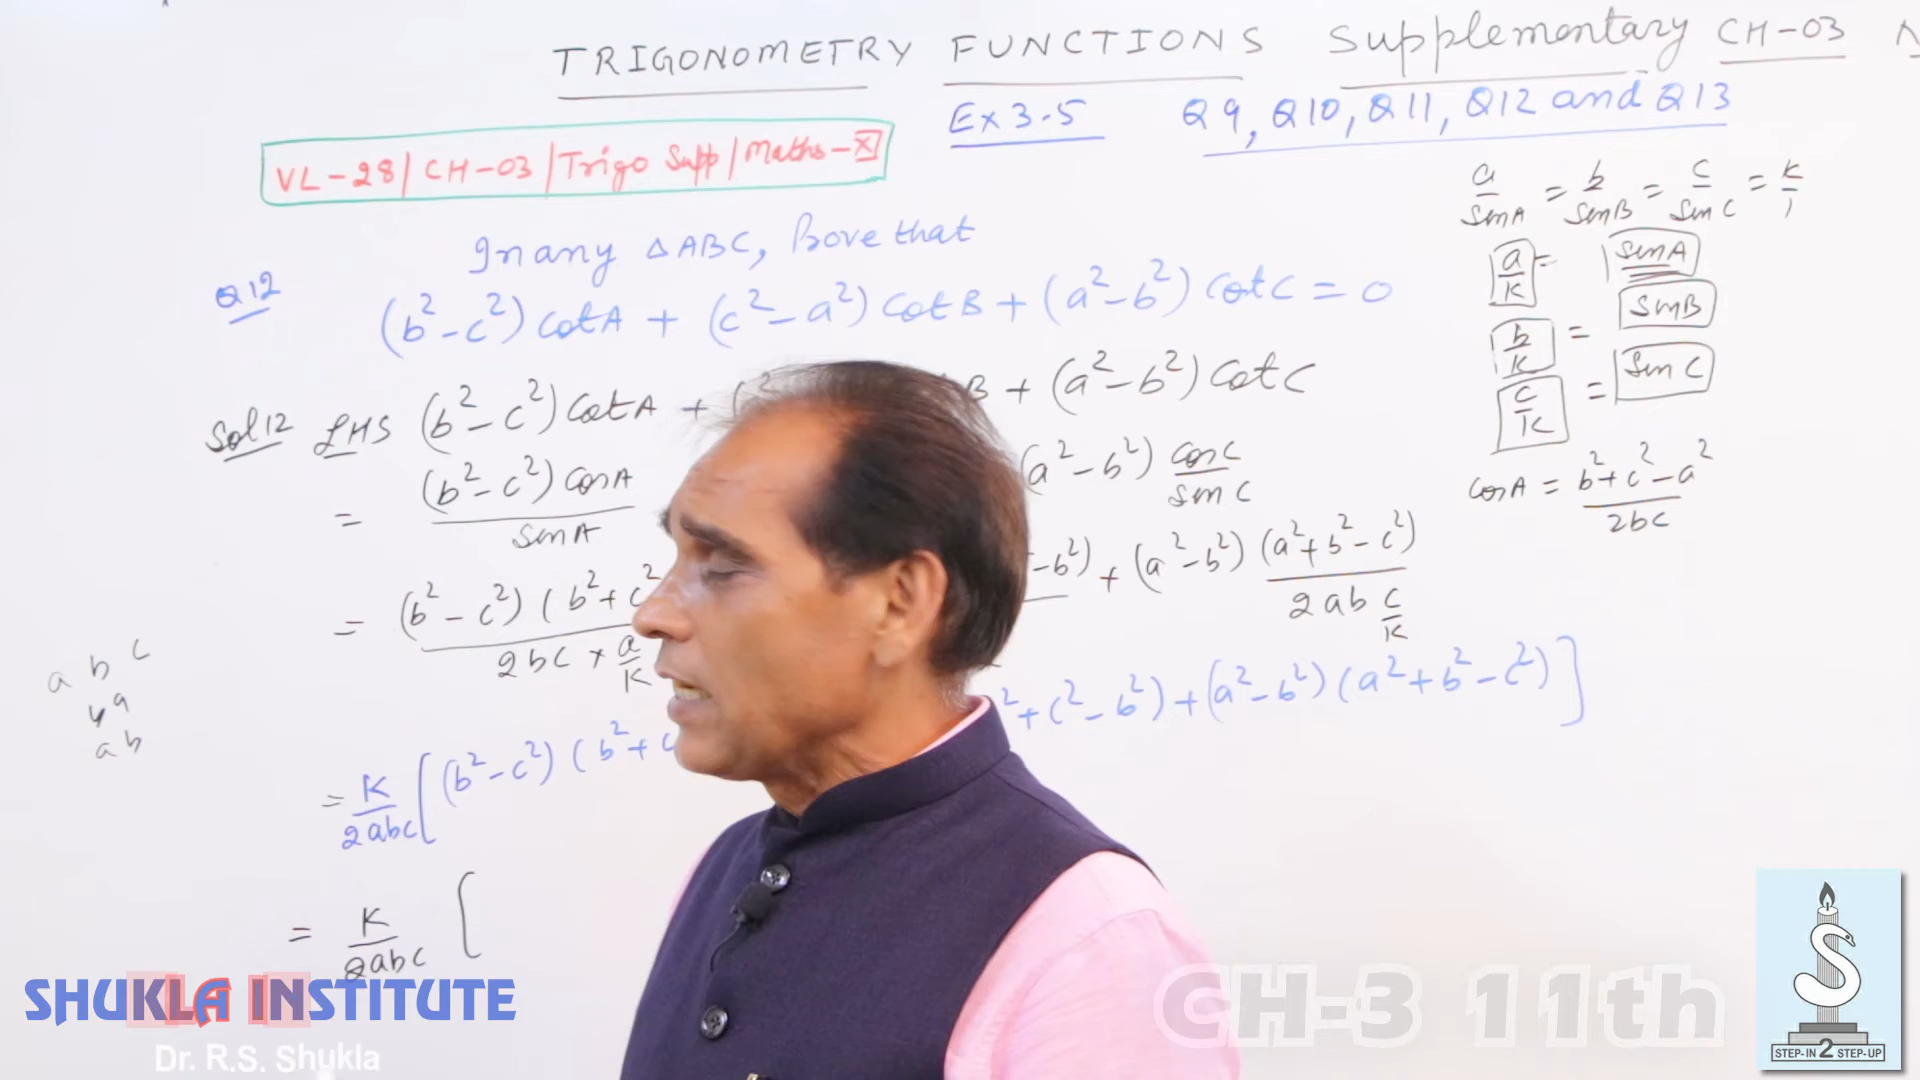 TRIGONOMETRY FUNCTIONS Supplementary CH-03
Ex 3.5 Q9, Q10, Q11, Q12 and Q13
VL-28 | CH-03 | Trigo Supp | Maths-XI
Q12 In any △ABC, Prove that
(b²-c²) cotA + (c²-a²) cotB + (a²-b²) cotC = 0
Sol 12 LHS (b²-c²) cotA + B + (a²-b²) cotC
= (b²-c²) cosA / sinA (a²-b²) cosC / sinC
= (b²-c²) (b²+c² / 2bc × a/K -b²) + (a²-b²) (a²+b²-c²) / 2ab c/K
= K/2abc [(b²-c²) (b²+c ²+c²-b²) + (a²-b²) (a²+b²-c²)]
= K/2abc [
a/sinA = b/sinB = c/sinC = K/1
a/K = sinA
b/K = sinB
c/K = sinC
cosA = b²+c²-a² / 2bc
a b c
a b
SHUKLA INSTITUTE
Dr. R.S. Shukla
CH-3 11th
S
STEP-IN 2 STEP-UP